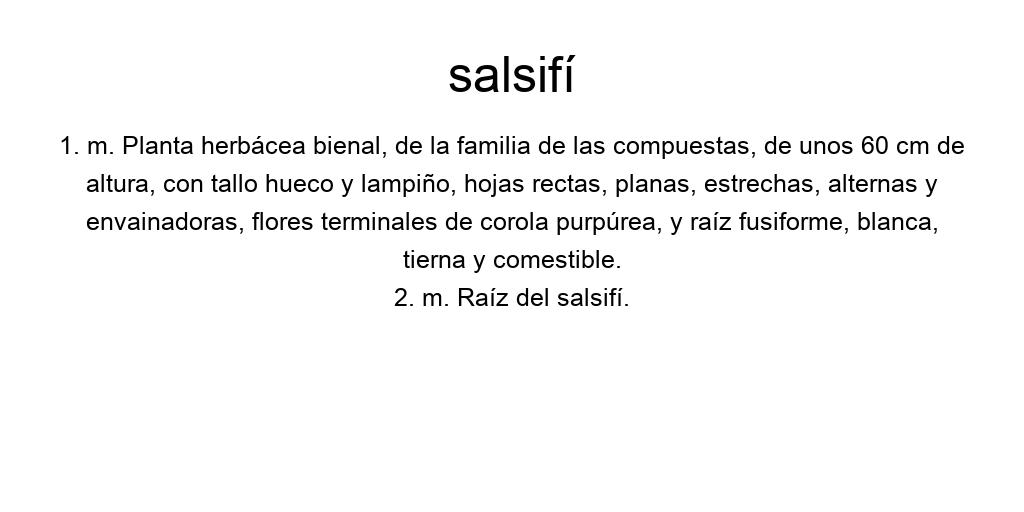 salsifí
1. m. Planta herbácea bienal, de la familia de las compuestas, de unos 60 cm de
altura, con tallo hueco y lampiño, hojas rectas, planas, estrechas, alternas y
envainadoras, flores terminales de corola purpúrea, y raíz fusiforme, blanca,
tierna y comestible.
2. m. Raíz del salsifí.